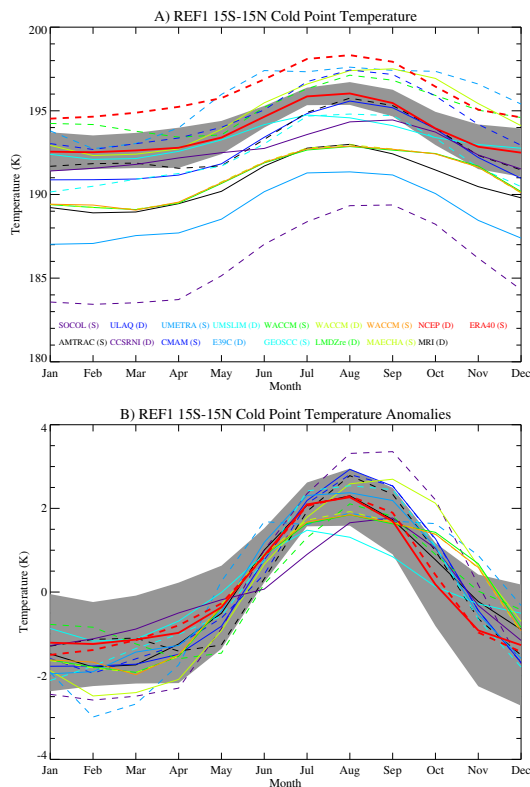 A) REF1 15S-15N Cold Point Temperature
200
195
190
185
180
Temperature (K)
SOCOL (S) ULAQ (D) UMETRA (S) UMSLIM (D) WACCM (S) WACCM (D) WACCM (S) NCEP (D) ERA40 (S)
AMTRAC (S) CCSRNI (D) CMAM (S) E39C (D) GEOSCC (S) LMDZre (D) MAECHA (S) MRI (D)
Jan Feb Mar Apr May Jun Jul Aug Sep Oct Nov Dec
Month
B) REF1 15S-15N Cold Point Temperature Anomalies
4
2
0
-2
-4
Temperature (K)
Jan Feb Mar Apr May Jun Jul Aug Sep Oct Nov Dec
Month